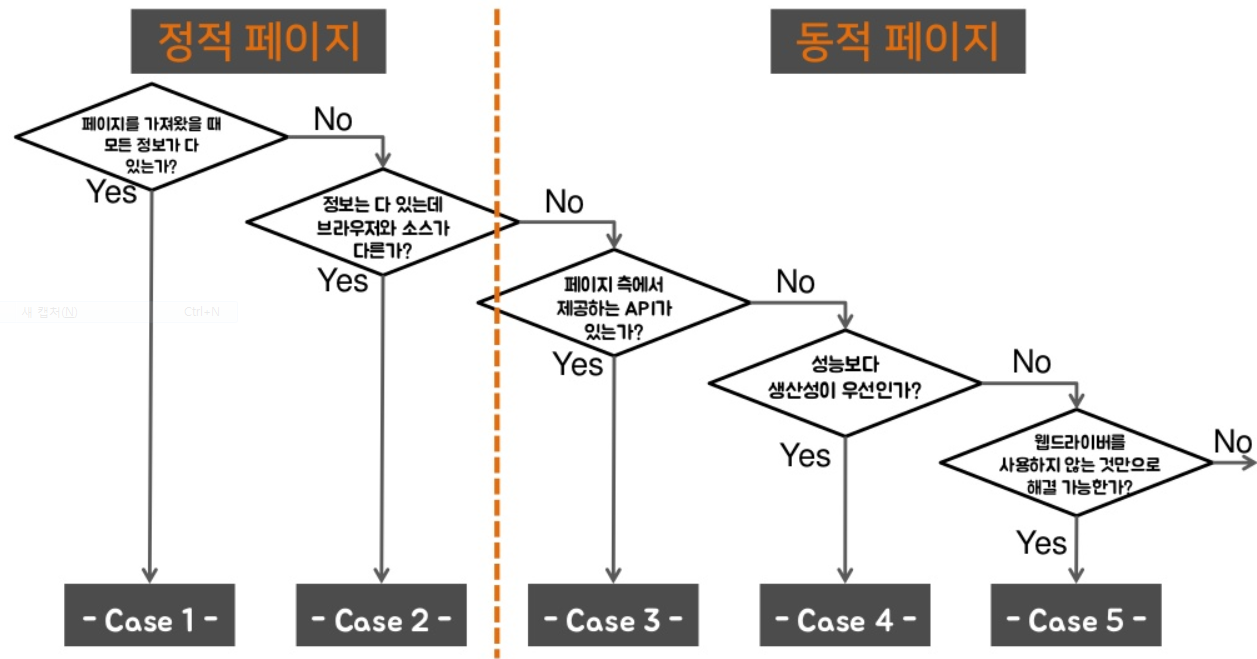 정적 페이지
동적 페이지
페이지를 가져왔을 때
모든 정보가 다
있는가?
No
Yes
정보는 다 있는데
브라우저와 소스가
다른가?
No
Yes
페이지 측에서
제공하는 API가
있는가?
No
Yes
성능보다
생산성이 우선인가?
No
Yes
웹드라이버를
사용하지 않는 것만으로
해결 가능한가?
No
Yes
새 캡처(N) Ctrl+N
- Case 1 -
- Case 2 -
- Case 3 -
- Case 4 -
- Case 5 -